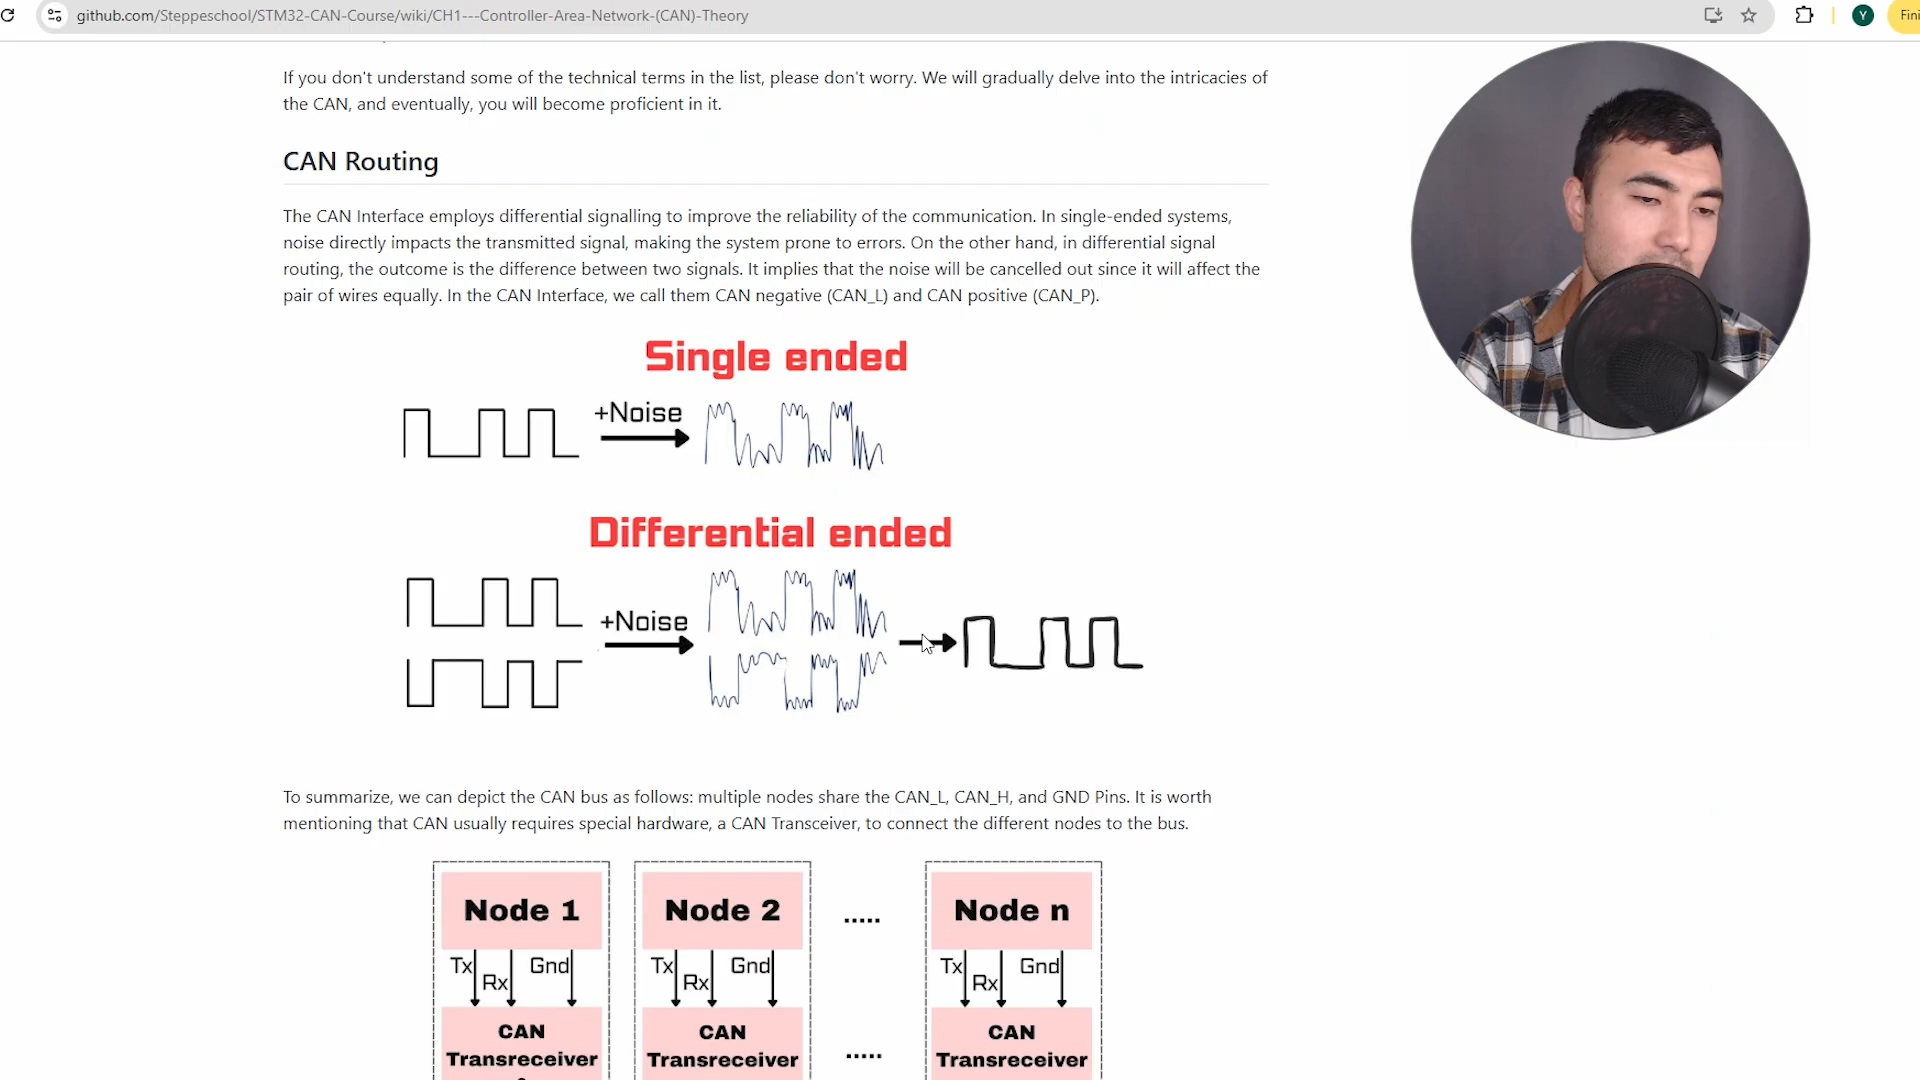 github.com/Steppeschool/STM32-CAN-Course/wiki/CH1---Controller-Area-Network-(CAN)-Theory
Y
Fini
If you don't understand some of the technical terms in the list, please don't worry. We will gradually delve into the intricacies of
the CAN, and eventually, you will become proficient in it.
CAN Routing
The CAN Interface employs differential signalling to improve the reliability of the communication. In single-ended systems,
noise directly impacts the transmitted signal, making the system prone to errors. On the other hand, in differential signal
routing, the outcome is the difference between two signals. It implies that the noise will be cancelled out since it will affect the
pair of wires equally. In the CAN Interface, we call them CAN negative (CAN_L) and CAN positive (CAN_P).
Single ended
+Noise
Differential ended
+Noise
To summarize, we can depict the CAN bus as follows: multiple nodes share the CAN_L, CAN_H, and GND Pins. It is worth
mentioning that CAN usually requires special hardware, a CAN Transceiver, to connect the different nodes to the bus.
Node 1 Node 2 ..... Node n
Tx Rx Gnd Tx Rx Gnd Tx Rx Gnd
CAN CAN CAN
Transreceiver Transreceiver ..... Transreceiver